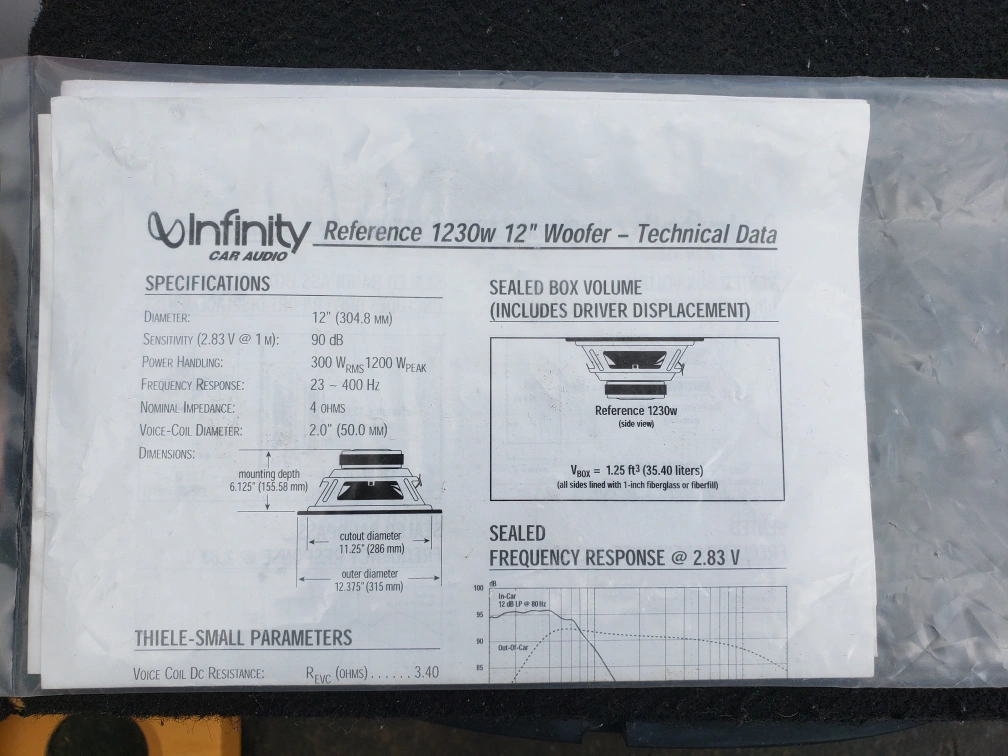 Infinity
CAR AUDIO
Reference 1230w 12" Woofer – Technical Data
SPECIFICATIONS
DIAMETER: 12" (304.8 MM)
SENSITIVITY (2.83 V @ 1 M): 90 dB
POWER HANDLING: 300 WRMS 1200 WPEAK
FREQUENCY RESPONSE: 23 – 400 HZ
NOMINAL IMPEDANCE: 4 OHMS
VOICE-COIL DIAMETER: 2.0" (50.0 MM)
DIMENSIONS:
mounting depth
6.125" (155.58 mm)
cutout diameter
11.25" (286 mm)
outer diameter
12.375" (315 mm)
THIELE-SMALL PARAMETERS
VOICE COIL DC RESISTANCE: REVC (OHMS) . . . . . . 3.40
SEALED BOX VOLUME
(INCLUDES DRIVER DISPLACEMENT)
Reference 1230w
(side view)
VBOX = 1.25 ft³ (35.40 liters)
(all sides lined with 1-inch fiberglass or fiberfill)
SEALED
FREQUENCY RESPONSE @ 2.83 V
dB
100
In-Car
12 dB LP @ 80 Hz
95
90
Out-Of-Car
85